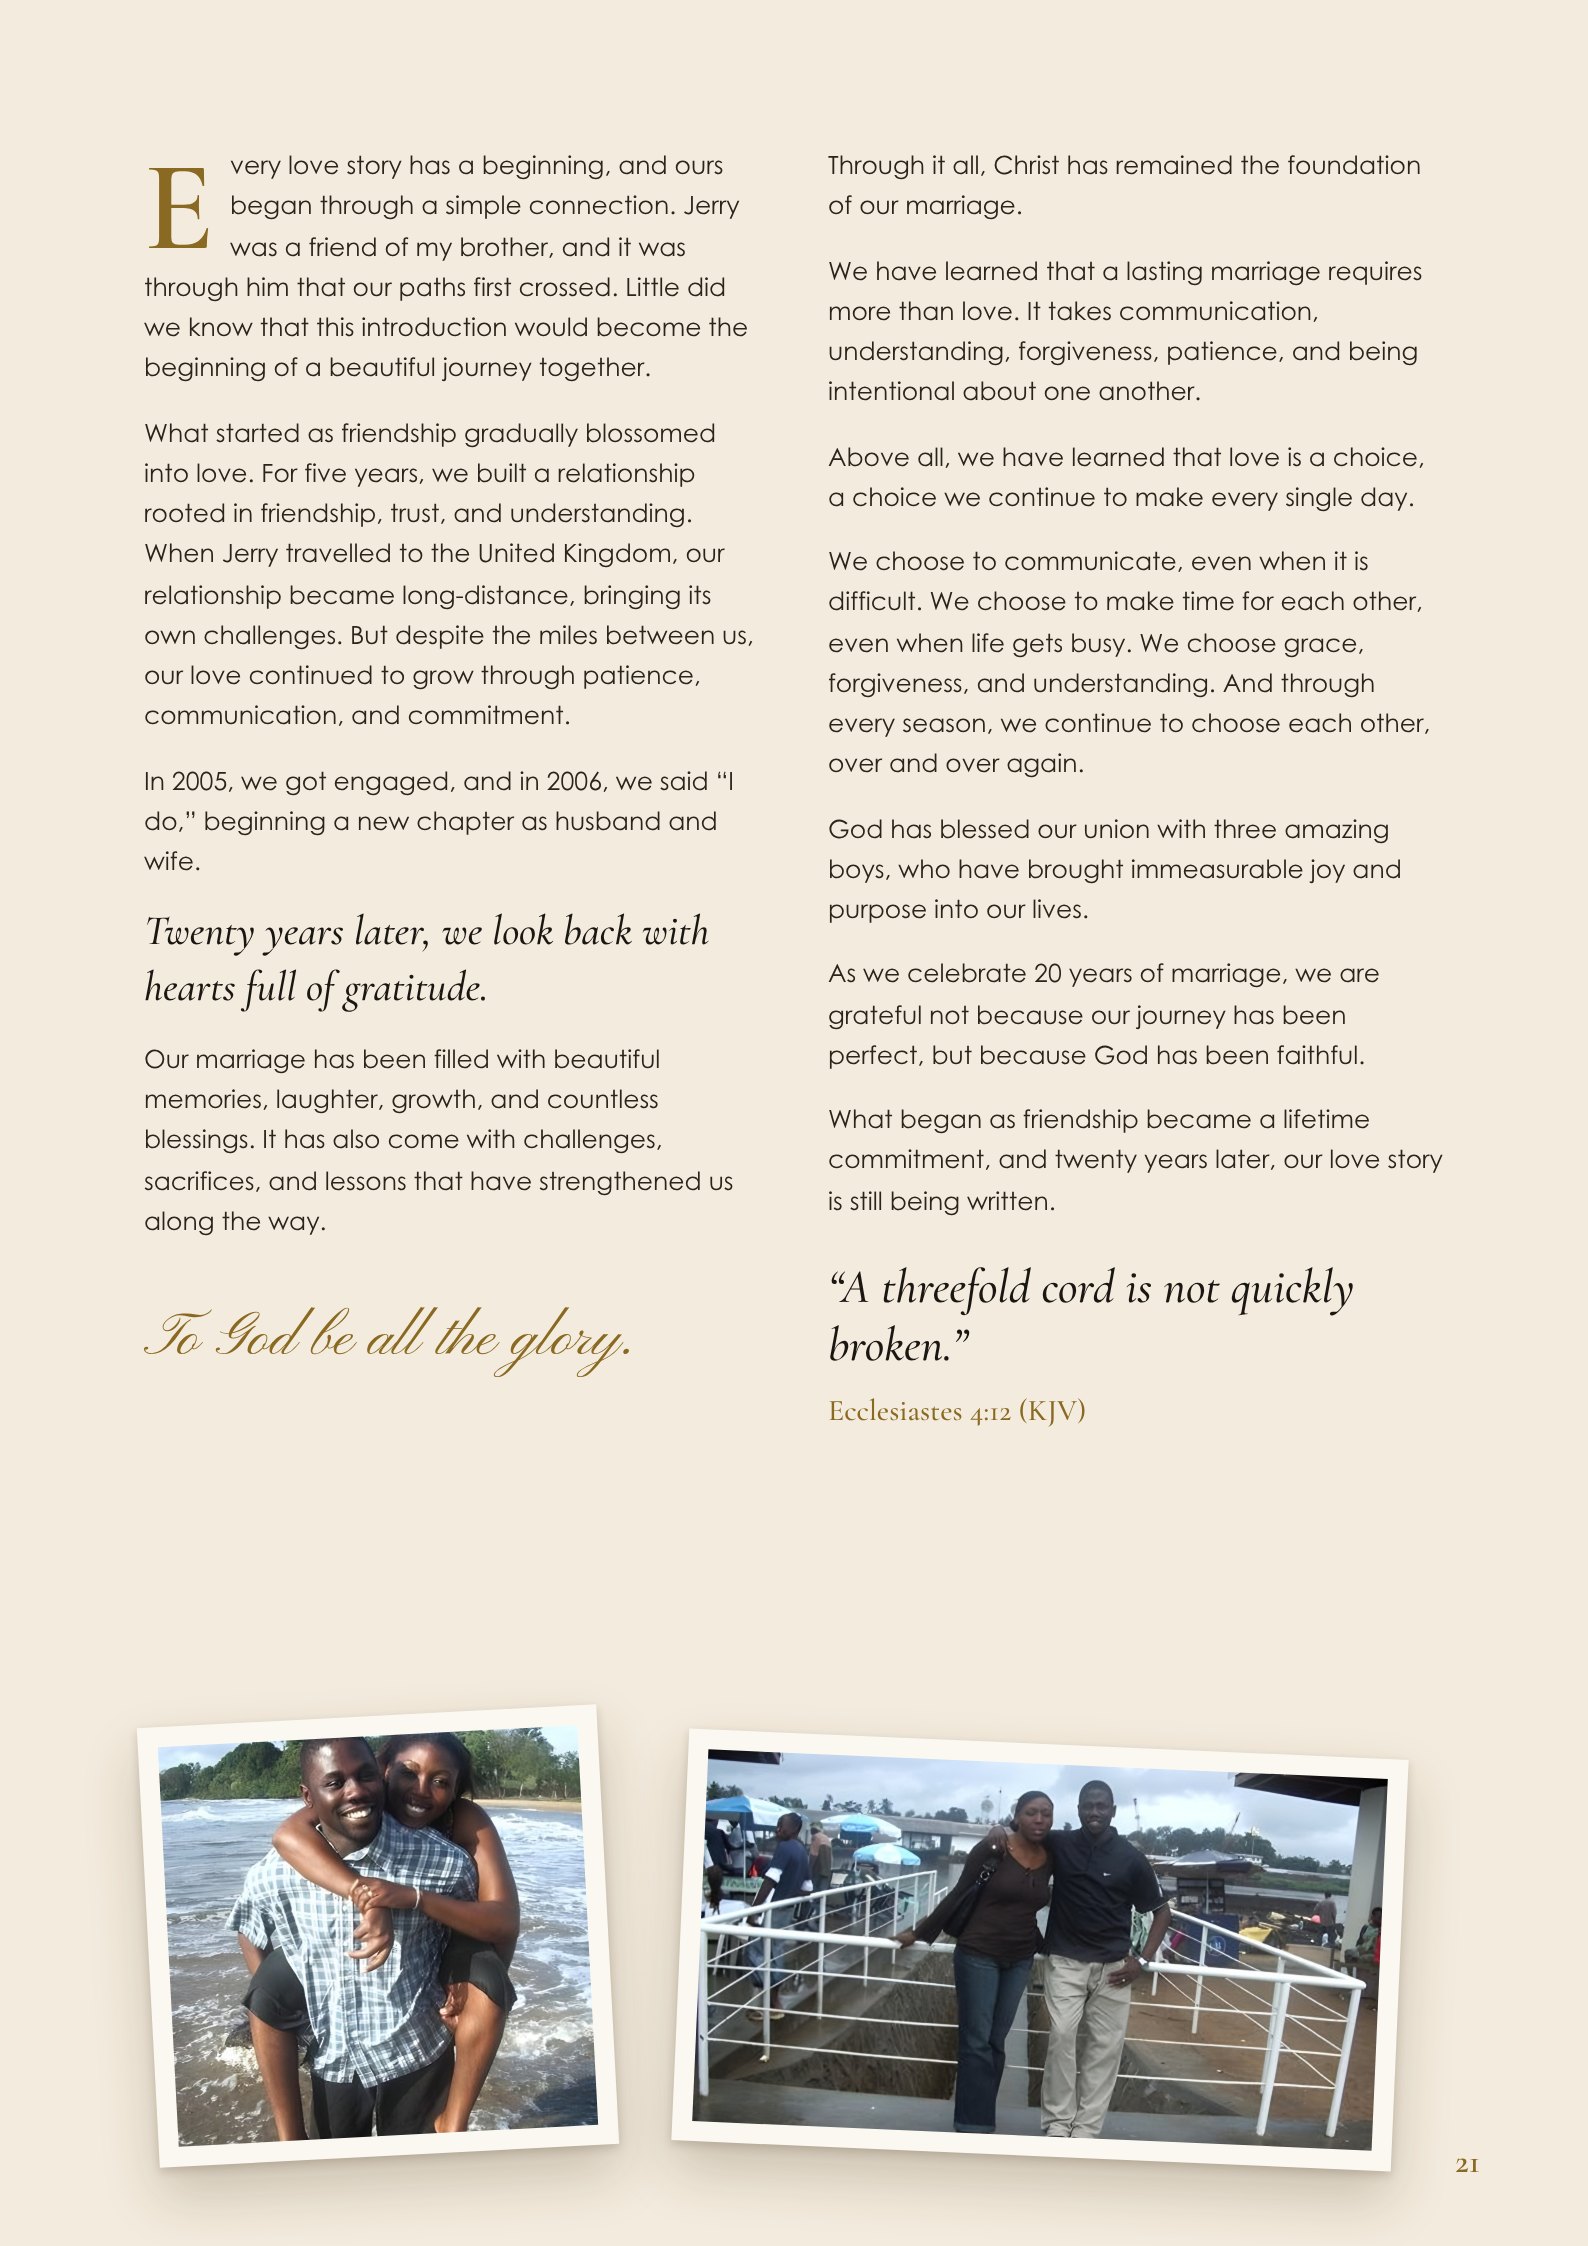 Every love story has a beginning, and ours
began through a simple connection. Jerry
was a friend of my brother, and it was
through him that our paths first crossed. Little did
we know that this introduction would become the
beginning of a beautiful journey together.
What started as friendship gradually blossomed
into love. For five years, we built a relationship
rooted in friendship, trust, and understanding.
When Jerry travelled to the United Kingdom, our
relationship became long-distance, bringing its
own challenges. But despite the miles between us,
our love continued to grow through patience,
communication, and commitment.
In 2005, we got engaged, and in 2006, we said “I
do,” beginning a new chapter as husband and
wife.
Twenty years later, we look back with
hearts full of gratitude.
Our marriage has been filled with beautiful
memories, laughter, growth, and countless
blessings. It has also come with challenges,
sacrifices, and lessons that have strengthened us
along the way.
To God be all the glory.
Through it all, Christ has remained the foundation
of our marriage.
We have learned that a lasting marriage requires
more than love. It takes communication,
understanding, forgiveness, patience, and being
intentional about one another.
Above all, we have learned that love is a choice,
a choice we continue to make every single day.
We choose to communicate, even when it is
difficult. We choose to make time for each other,
even when life gets busy. We choose grace,
forgiveness, and understanding. And through
every season, we continue to choose each other,
over and over again.
God has blessed our union with three amazing
boys, who have brought immeasurable joy and
purpose into our lives.
As we celebrate 20 years of marriage, we are
grateful not because our journey has been
perfect, but because God has been faithful.
What began as friendship became a lifetime
commitment, and twenty years later, our love story
is still being written.
“A threefold cord is not quickly
broken.”
Ecclesiastes 4:12 (KJV)
21